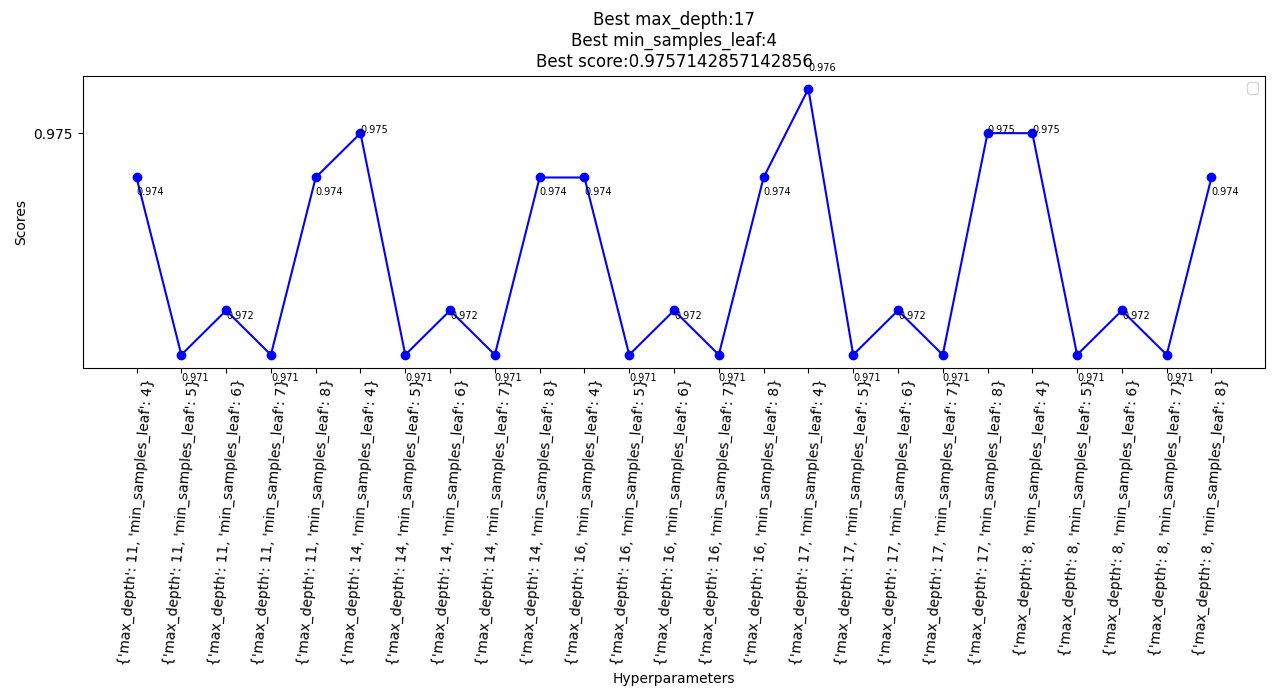 Best max_depth:17
Best min_samples_leaf:4
Best score:0.9757142857142856
0.976
0.975
0.975
0.975
0.975
0.974
0.974
0.974
0.974
0.974
0.974
0.972
0.972
0.972
0.972
0.972
0.971
0.971
0.971
0.971
0.971
0.971
0.971
0.971
0.971
0.971
Scores
{'max_depth': 11, 'min_samples_leaf': 4}
{'max_depth': 11, 'min_samples_leaf': 5}
{'max_depth': 11, 'min_samples_leaf': 6}
{'max_depth': 11, 'min_samples_leaf': 7}
{'max_depth': 11, 'min_samples_leaf': 8}
{'max_depth': 14, 'min_samples_leaf': 4}
{'max_depth': 14, 'min_samples_leaf': 5}
{'max_depth': 14, 'min_samples_leaf': 6}
{'max_depth': 14, 'min_samples_leaf': 7}
{'max_depth': 14, 'min_samples_leaf': 8}
{'max_depth': 16, 'min_samples_leaf': 4}
{'max_depth': 16, 'min_samples_leaf': 5}
{'max_depth': 16, 'min_samples_leaf': 6}
{'max_depth': 16, 'min_samples_leaf': 7}
{'max_depth': 16, 'min_samples_leaf': 8}
{'max_depth': 17, 'min_samples_leaf': 4}
{'max_depth': 17, 'min_samples_leaf': 5}
{'max_depth': 17, 'min_samples_leaf': 6}
{'max_depth': 17, 'min_samples_leaf': 7}
{'max_depth': 17, 'min_samples_leaf': 8}
{'max_depth': 8, 'min_samples_leaf': 4}
{'max_depth': 8, 'min_samples_leaf': 5}
{'max_depth': 8, 'min_samples_leaf': 6}
{'max_depth': 8, 'min_samples_leaf': 7}
{'max_depth': 8, 'min_samples_leaf': 8}
Hyperparameters